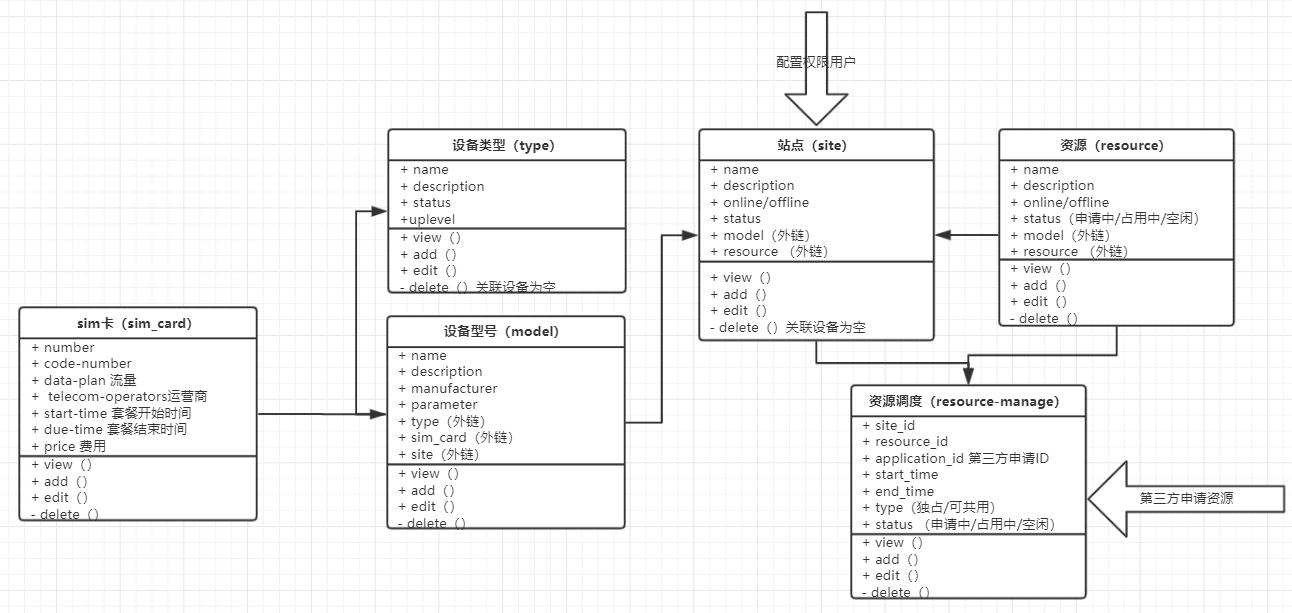 配置权限用户
设备类型（type）
+ name
+ description
+ status
+uplevel
+ view（）
+ add（）
+ edit（）
- delete（）关联设备为空
站点（site）
+ name
+ description
+ online/offline
+ status
+ model（外链）
+ resource （外链）
+ view（）
+ add（）
+ edit（）
- delete（）关联设备为空
资源（resource）
+ name
+ description
+ online/offline
+ status（申请中/占用中/空闲）
+ model（外链）
+ resource （外链）
+ view（）
+ add（）
+ edit（）
- delete（）
sim卡（sim_card）
+ number
+ code-number
+ data-plan 流量
+ telecom-operators运营商
+ start-time 套餐开始时间
+ due-time 套餐结束时间
+ price 费用
+ view（）
+ add（）
+ edit（）
- delete（）
设备型号（model）
+ name
+ description
+ manufacturer
+ parameter
+ type（外链）
+ sim_card（外链）
+ site（外链）
+ view（）
+ add（）
+ edit（）
- delete（）
资源调度（resource-manage）
+ site_id
+ resource_id
+ application_id 第三方申请ID
+ start_time
+ end_time
+ type（独占/可共用）
+ status （申请中/占用中/空闲）
+ view（）
+ add（）
+ edit（）
- delete（）
第三方申请资源